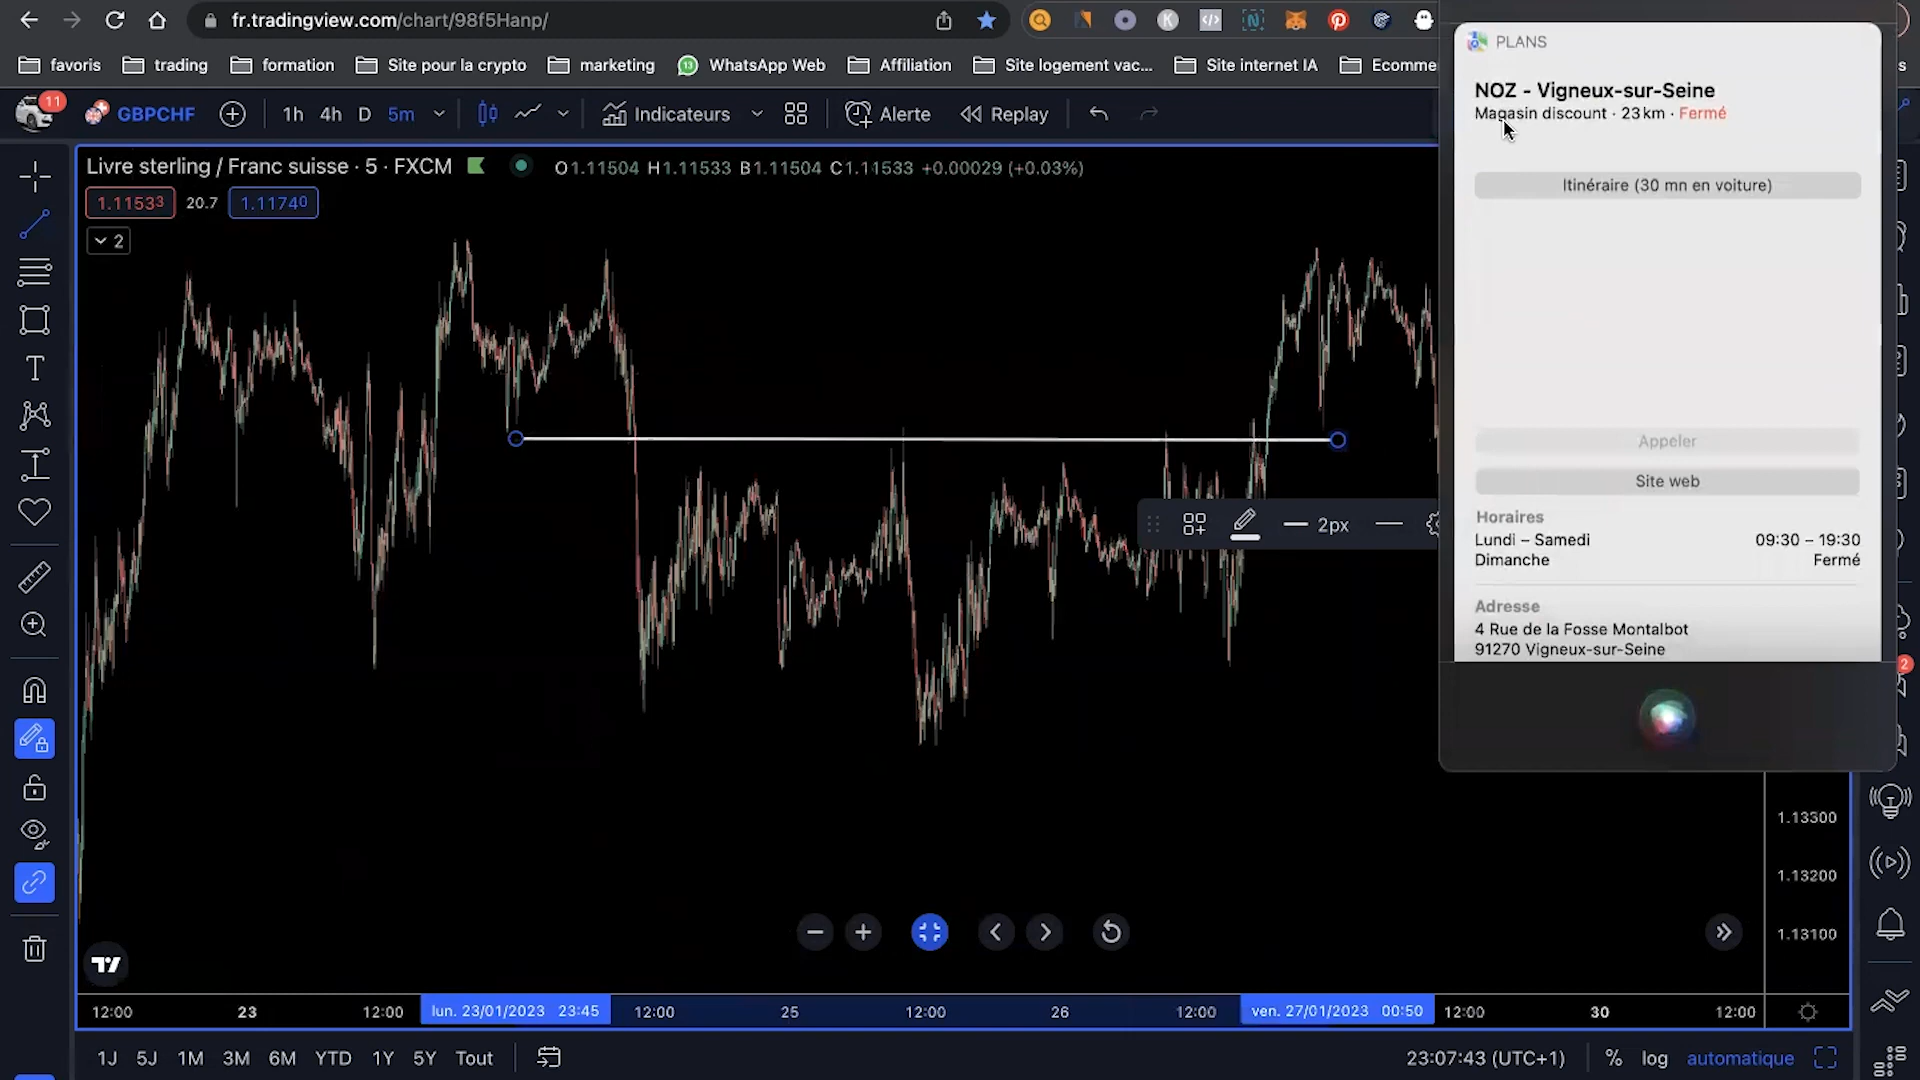 fr.tradingview.com/chart/98f5Hanp/
favoris trading formation Site pour la crypto marketing 13 WhatsApp Web Affiliation Site logement vac... Site internet IA Ecomme
11 GBPCHF 1h 4h D 5m Indicateurs Alerte Replay
Livre sterling / Franc suisse · 5 · FXCM O1.11504 H1.11533 B1.11504 C1.11533 +0.00029 (+0.03%)
1.11533 20.7 1.11740
2
2px
PLANS
NOZ - Vigneux-sur-Seine
Magasin discount · 23 km · Fermé
Itinéraire (30 mn en voiture)
Appeler
Site web
Horaires
Lundi – Samedi 09:30 – 19:30
Dimanche Fermé
Adresse
4 Rue de la Fosse Montalbot
91270 Vigneux-sur-Seine
2
1.13300
1.13200
1.13100
12:00 23 12:00 lun. 23/01/2023 23:45 12:00 25 12:00 26 12:00 ven. 27/01/2023 00:50 12:00 30 12:00
1J 5J 1M 3M 6M YTD 1Y 5Y Tout 23:07:43 (UTC+1) % log automatique